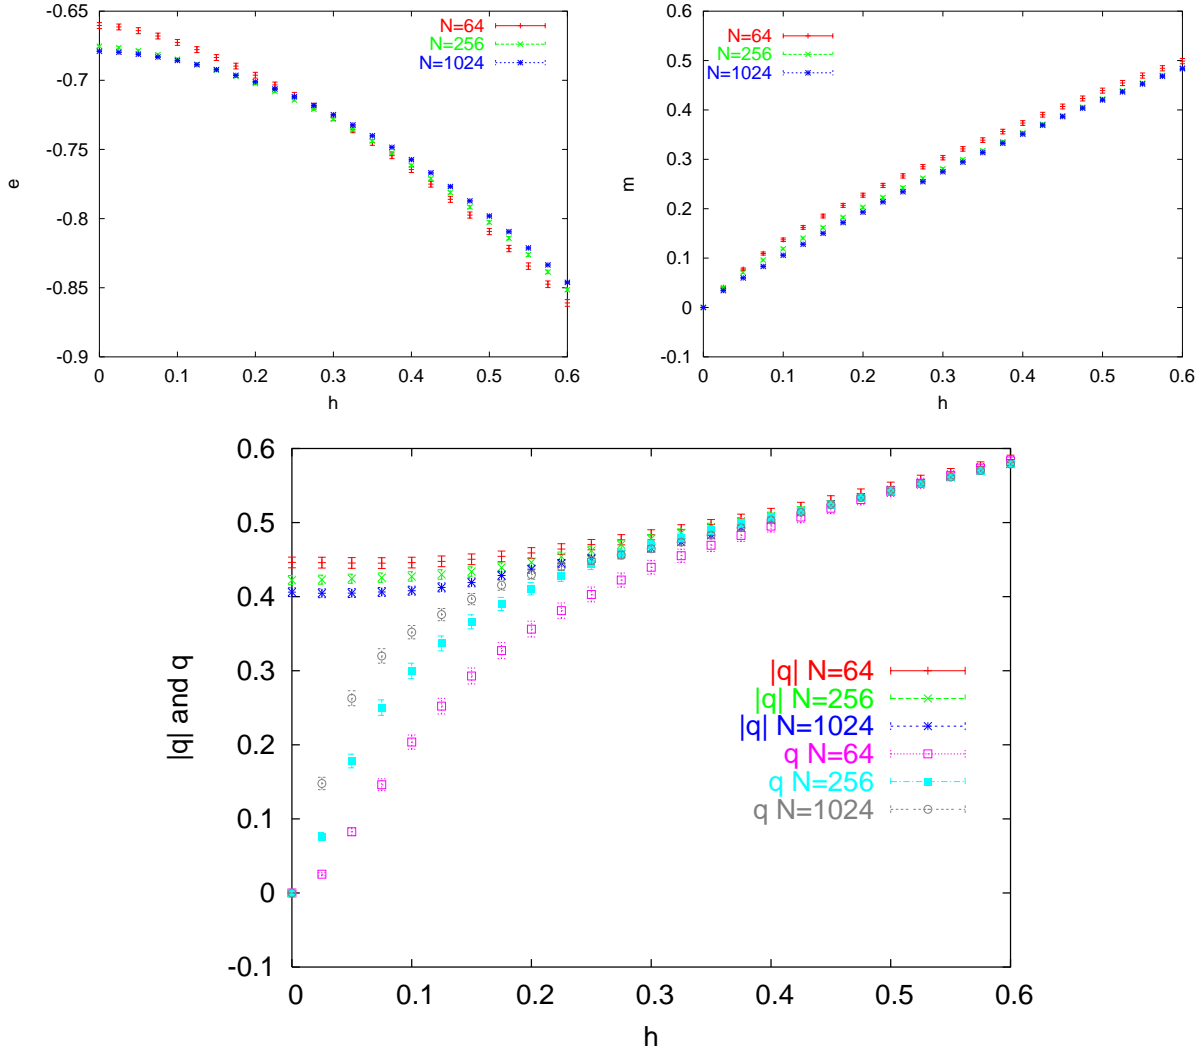 N=64
N=256
N=1024
-0.65
-0.7
-0.75
-0.8
-0.85
-0.9
e
0 0.1 0.2 0.3 0.4 0.5 0.6
h
N=64
N=256
N=1024
0.6
0.5
0.4
0.3
0.2
0.1
0
-0.1
m
0 0.1 0.2 0.3 0.4 0.5 0.6
h
0.6
0.5
0.4
0.3
0.2
0.1
0
-0.1
|q| and q
|q| N=64
|q| N=256
|q| N=1024
q N=64
q N=256
q N=1024
0 0.1 0.2 0.3 0.4 0.5 0.6
h